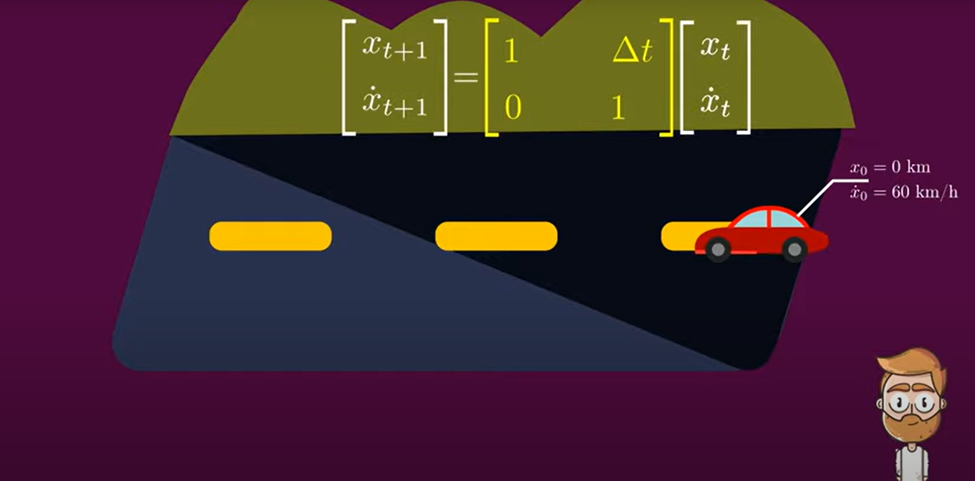 [x_{t+1} ẋ_{t+1}] = [1 Δt 0 1] [x_t ẋ_t]
x_0 = 0 km
ẋ_0 = 60 km/h